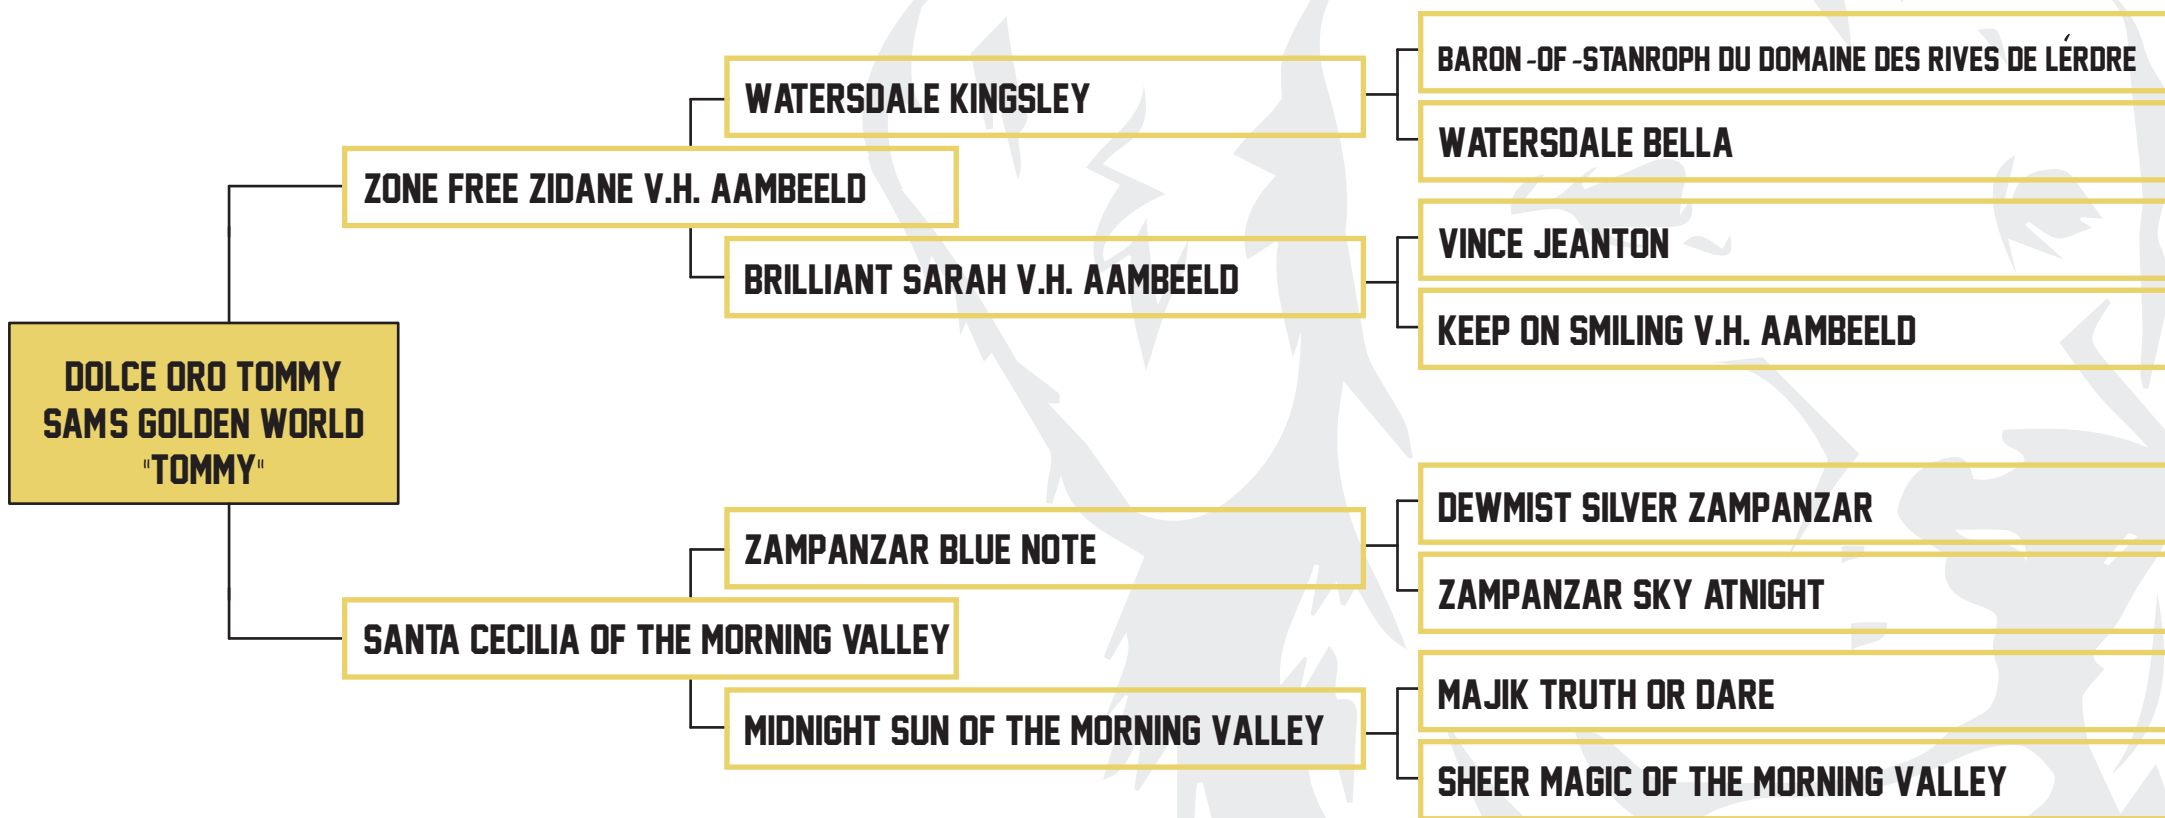 BARON-OF-STANROPH DU DOMAINE DES RIVES DE LÉRDRE
WATERSDALE KINGSLEY
WATERSDALE BELLA
ZONE FREE ZIDANE V.H. AAMBEELD
VINCE JEANTON
BRILLIANT SARAH V.H. AAMBEELD
KEEP ON SMILING V.H. AAMBEELD
DOLCE ORO TOMMY
SAMS GOLDEN WORLD
"TOMMY"
DEWMIST SILVER ZAMPANZAR
ZAMPANZAR BLUE NOTE
ZAMPANZAR SKY ATNIGHT
SANTA CECILIA OF THE MORNING VALLEY
MAJIK TRUTH OR DARE
MIDNIGHT SUN OF THE MORNING VALLEY
SHEER MAGIC OF THE MORNING VALLEY